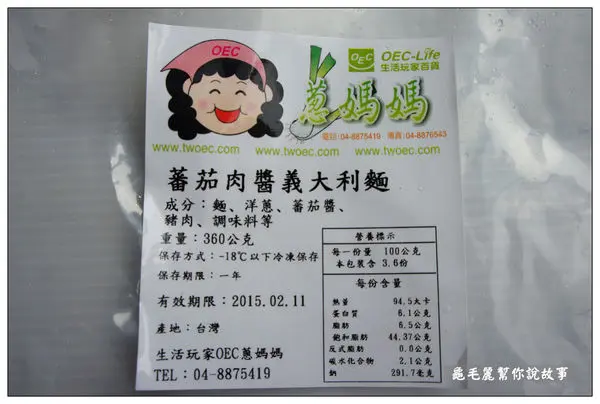 OEC
OEC
OEC-Life
生活玩家百貨
蔥媽媽
電話:04-8875419 傳真:04-8876543
www.twoec.com www.twoec.com www.twoec.com
蕃茄肉醬義大利麵
成分：麵、洋蔥、蕃茄醬、
豬肉、調味料等
重量：360公克
保存方式：-18℃以下冷凍保存
保存期限：一年
有效期限：2015.02.11
產地：台灣
生活玩家OEC蔥媽媽
TEL：04-8875419
營養標示
每一份量 100公克
本包裝含 3.6份
每份含量
熱量 94.5大卡
蛋白質 6.1公克
脂肪 6.5公克
飽和脂肪 44.37公克
反式脂肪 0.0公克
碳水化合物 2.1公克
鈉 291.7毫克
龜毛麗幫你說故事